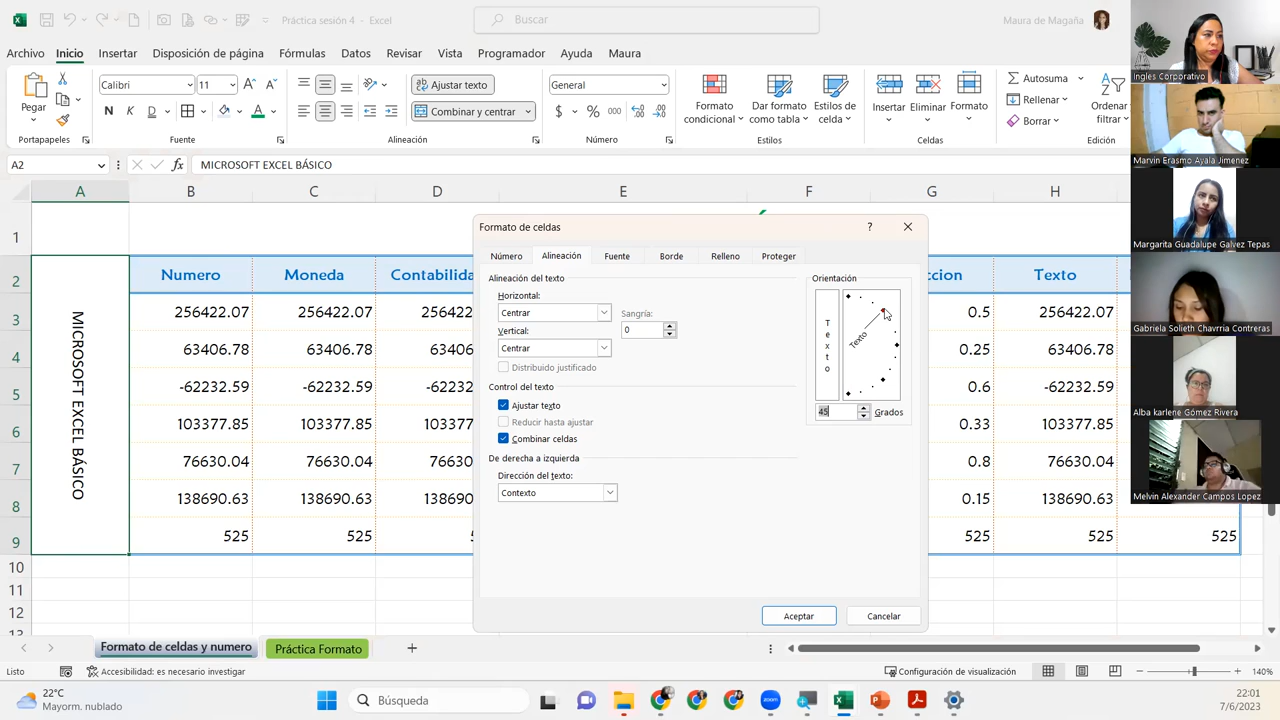 Práctica sesión 4 - Excel
Buscar
Maura de Magaña
Archivo Inicio Insertar Disposición de página Fórmulas Datos Revisar Vista Programador Ayuda Maura
Pegar
Portapapeles
Calibri 11
N K D
Fuente
Ajustar texto
Combinar y centrar
Alineación
General
$ % 000
Número
Formato condicional
Dar formato como tabla
Estilos de celda
Estilos
Insertar Eliminar Formato
Celdas
Autosuma
Rellenar
Borrar
Ordenar
filtrar
Edición
A2
MICROSOFT EXCEL BÁSICO
A B C D E F G H
1
2 Numero Moneda Contabilida cion Texto
3 256422.07 256422.07 256422 0.5 256422.07
4 63406.78 63406.78 63406. 0.25 63406.78
5 -62232.59 -62232.59 -62232 0.6 -62232.59
6 103377.85 103377.85 103377. 0.33 103377.85
7 76630.04 76630.04 76630. 0.8 76630.04
8 138690.63 138690.63 138690 0.15 138690.63
9 525 525 525 525 525
10
11
12
13
MICROSOFT EXCEL BÁSICO
Formato de celdas
?
Número Alineación Fuente Borde Relleno Proteger
Alineación del texto
Horizontal:
Centrar
Sangría:
0
Vertical:
Centrar
Distribuido justificado
Control del texto
Ajustar texto
Reducir hasta ajustar
Combinar celdas
De derecha a izquierda
Dirección del texto:
Contexto
Orientación
Texto
Texto
45 Grados
Aceptar Cancelar
Ingles Corporativo
Marvin Erasmo Ayala Jimenez
Margarita Guadalupe Galvez Tepas
Gabriela Solieth Chavrria Contreras
Alba karlene Gómez Rivera
Melvin Alexander Campos Lopez
Formato de celdas y numero Práctica Formato
Listo
Accesibilidad: es necesario investigar
Configuración de visualización
140%
22°C
Mayorm. nublado
Búsqueda
zoom
22:01
7/6/2023